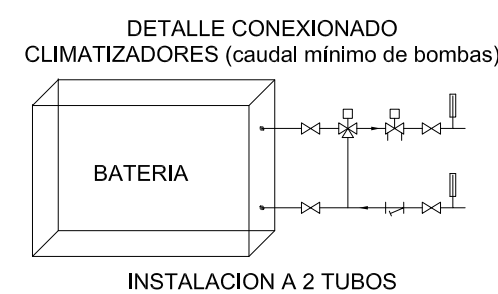 DETALLE CONEXIONADO
CLIMATIZADORES (caudal mínimo de bombas)
BATERIA
INSTALACION A 2 TUBOS